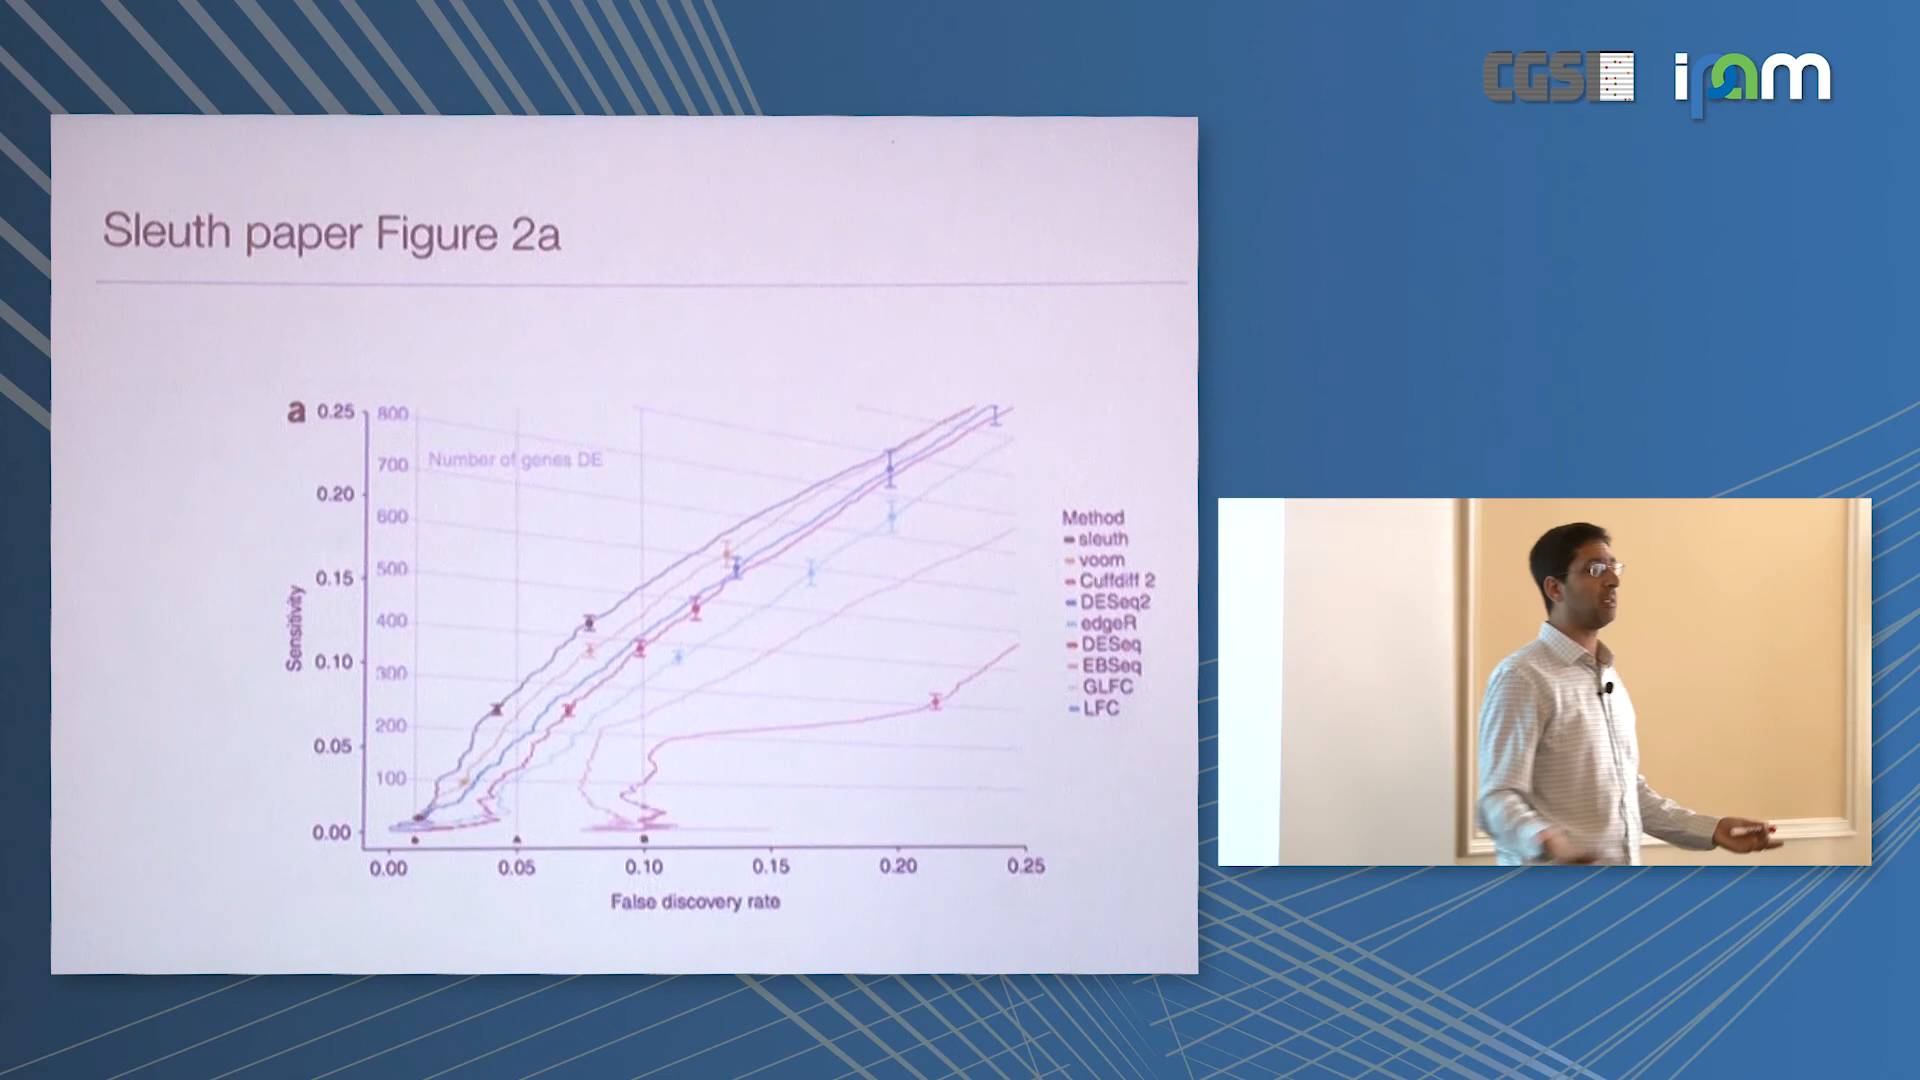 CGSI
ipam
Sleuth paper Figure 2a
a
0.25
0.20
0.15
0.10
0.05
0.00
Sensitivity
800
700
600
500
400
300
200
100
Number of genes DE
0.00 0.05 0.10 0.15 0.20 0.25
False discovery rate
Method
sleuth
voom
Cuffdiff 2
DESeq2
edgeR
DESeq
EBSeq
GLFC
LFC